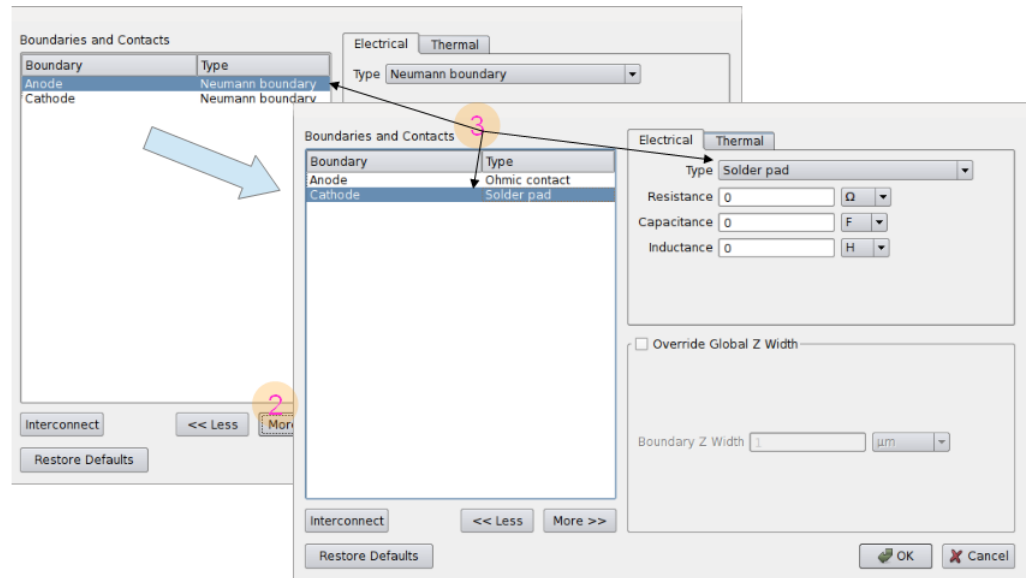 Boundaries and Contacts
Electrical Thermal
Boundary Type
Type Neumann boundary
Anode Neumann boundary
Cathode Neumann boundary
2
Interconnect << Less More
Restore Defaults
3
Boundaries and Contacts
Electrical Thermal
Boundary Type
Type Solder pad
Anode Ohmic contact
Cathode Solder pad
Resistance 0 Ω
Capacitance 0 F
Inductance 0 H
Override Global Z Width
Boundary Z Width 1 µm
Interconnect << Less More >>
Restore Defaults
OK Cancel